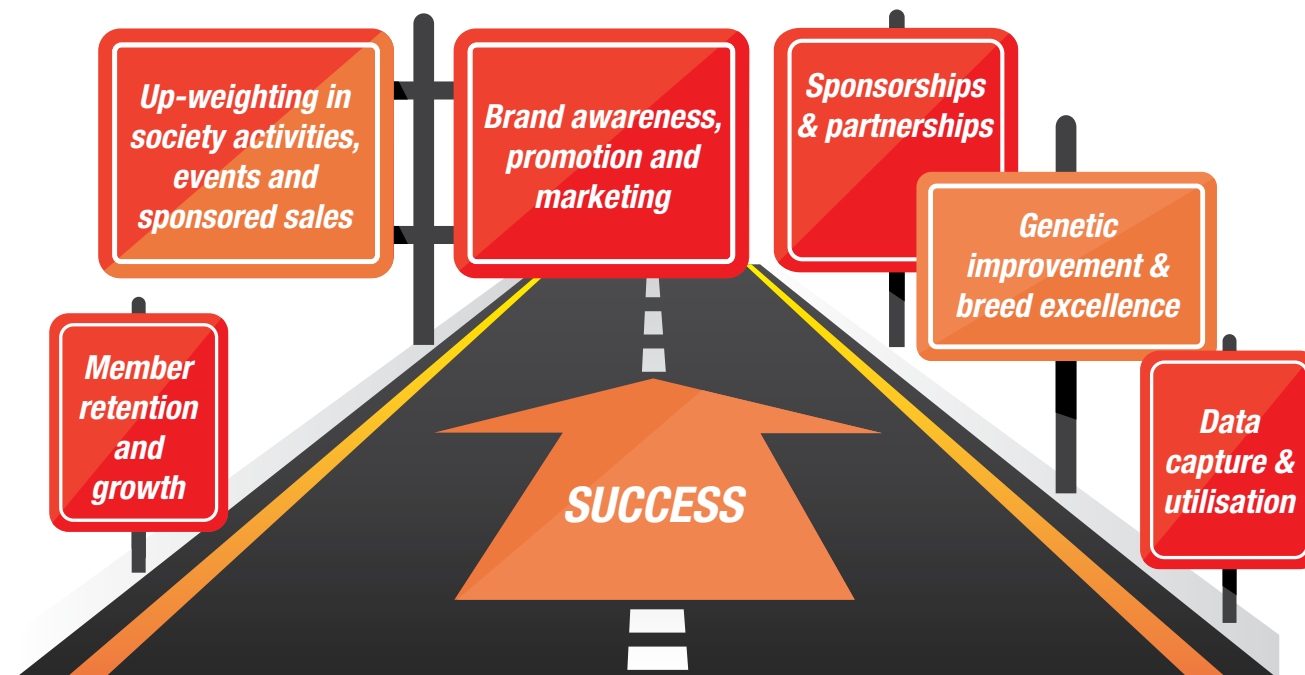 Up-weighting in
society activities,
events and
sponsored sales
Brand awareness,
promotion and
marketing
Sponsorships
& partnerships
Genetic
improvement &
breed excellence
Member
retention
and
growth
Data
capture &
utilisation
SUCCESS